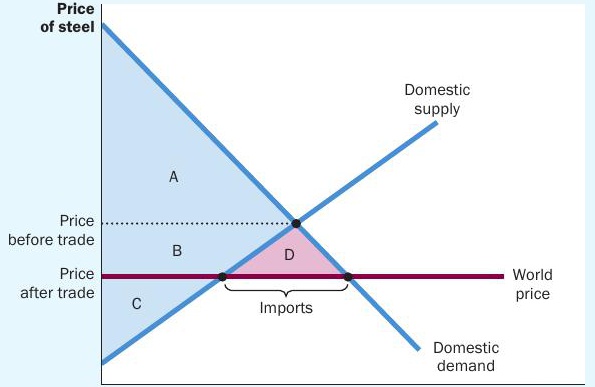 Price
of steel
Domestic
supply
A
Price
before trade
B
D
Price
after trade
World
price
C
Imports
Domestic
demand